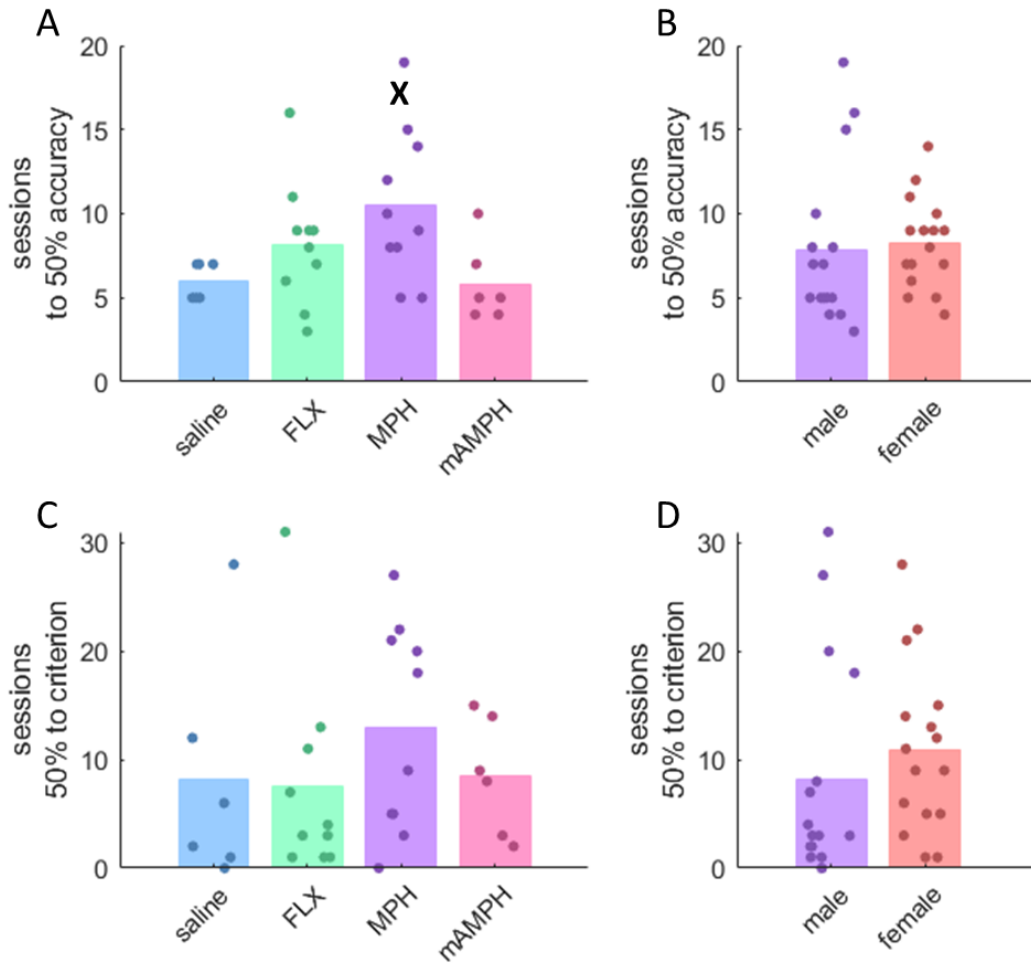 A
B
20
15
10
5
0
sessions
to 50% accuracy
X
saline
FLX
MPH
mAMPH
20
15
10
5
0
sessions
to 50% accuracy
male
female
C
D
30
20
10
0
sessions
50% to criterion
saline
FLX
MPH
mAMPH
30
20
10
0
sessions
50% to criterion
male
female